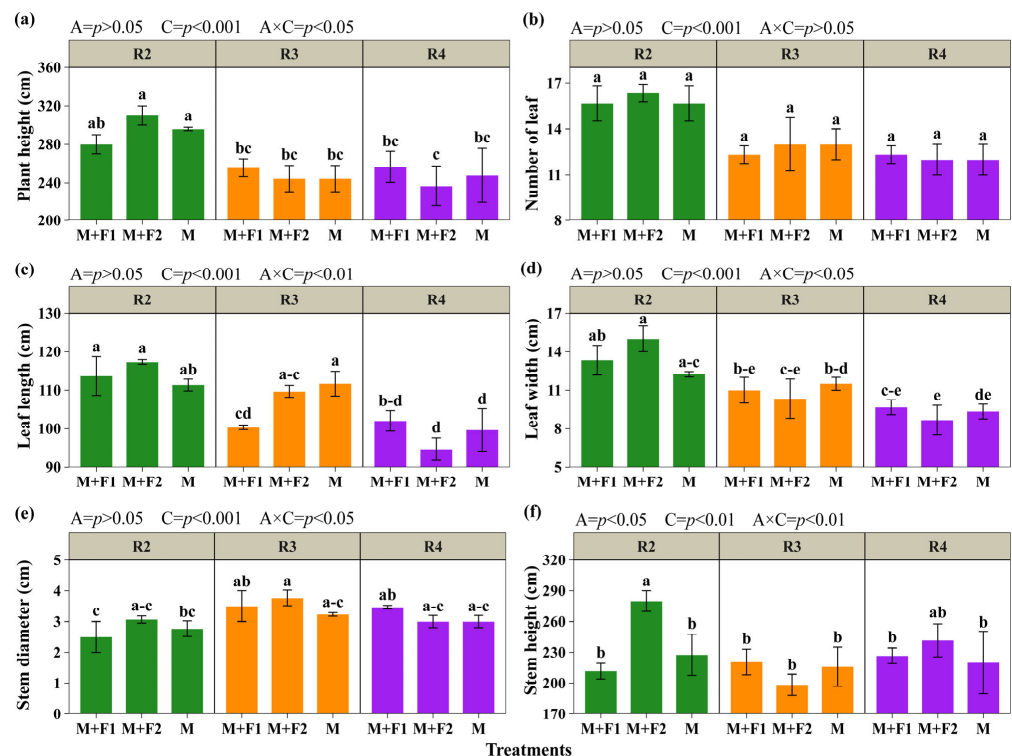 (a)
A=p>0.05 C=p<0.001 A×C=p<0.05
R2 R3 R4
Plant height (cm)
360
320
280
240
200
ab a a bc bc bc bc c bc
M+F1 M+F2 M M+F1 M+F2 M M+F1 M+F2 M
(b)
A=p>0.05 C=p<0.001 A×C=p>0.05
R2 R3 R4
Number of leaf
17
14
11
8
a a a a a a a a a
M+F1 M+F2 M M+F1 M+F2 M M+F1 M+F2 M
(c)
A=p>0.05 C=p<0.001 A×C=p<0.01
R2 R3 R4
Leaf length (cm)
130
120
110
100
90
a a ab cd a-c a b-d d d
M+F1 M+F2 M M+F1 M+F2 M M+F1 M+F2 M
(d)
A=p>0.05 C=p<0.001 A×C=p<0.05
R2 R3 R4
Leaf width (cm)
17
14
11
8
5
ab a a-c b-e c-e b-d c-e e de
M+F1 M+F2 M M+F1 M+F2 M M+F1 M+F2 M
(e)
A=p>0.05 C=p<0.001 A×C=p<0.05
R2 R3 R4
Stem diameter (cm)
5
4
3
2
1
0
c a-c bc ab a a-c ab a-c a-c
M+F1 M+F2 M M+F1 M+F2 M M+F1 M+F2 M
(f)
A=p<0.05 C=p<0.01 A×C=p<0.01
R2 R3 R4
Stem height (cm)
320
290
260
230
200
170
b a b b b b b ab b
M+F1 M+F2 M M+F1 M+F2 M M+F1 M+F2 M
Treatments